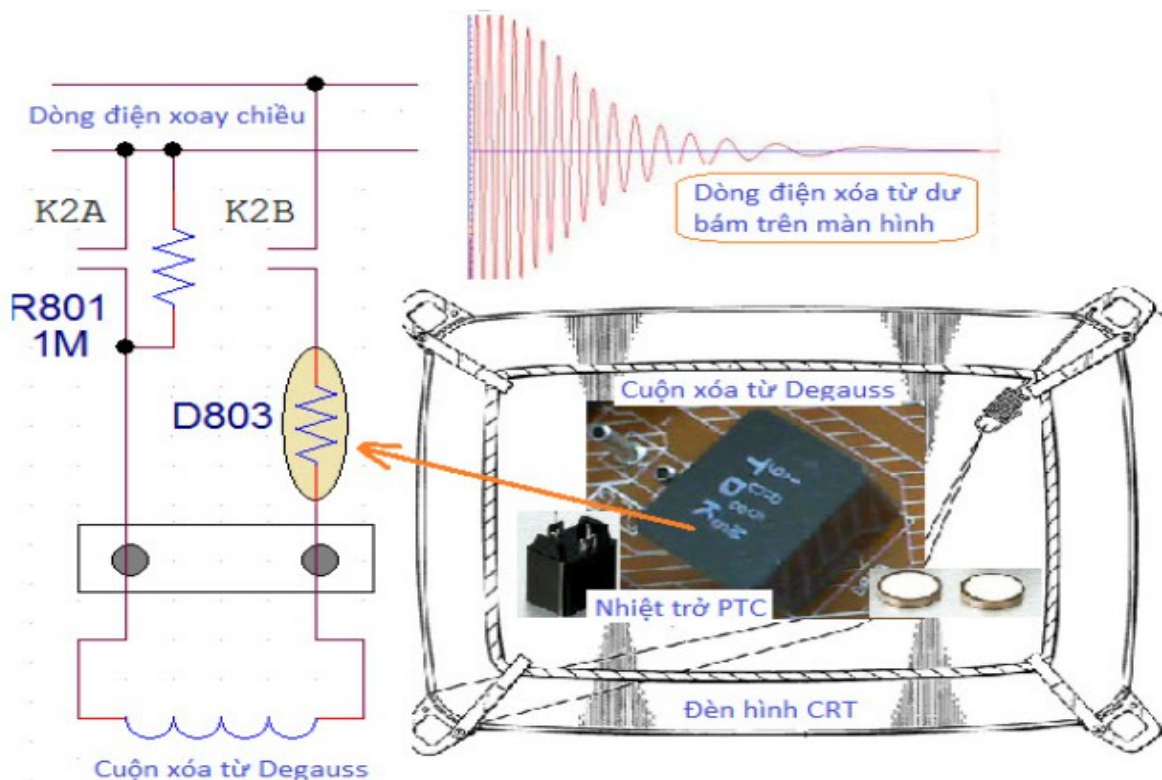 Dòng điện xoay chiều
K2A
K2B
R801
1M
D803
Cuộn xóa từ Degauss
Dòng điện xóa từ dư
bám trên màn hình
Cuộn xóa từ Degauss
Nhiệt trở PTC
Đèn hình CRT